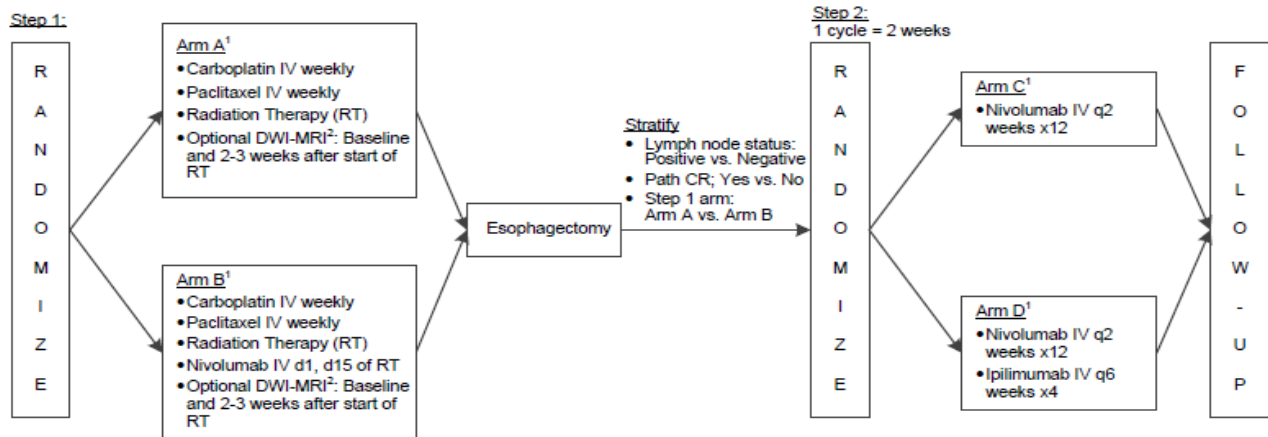 Step 1:
R
A
N
D
O
M
I
Z
E
Arm A¹
•Carboplatin IV weekly
•Paclitaxel IV weekly
•Radiation Therapy (RT)
•Optional DWI-MRI²: Baseline
and 2-3 weeks after start of
RT
Arm B¹
•Carboplatin IV weekly
•Paclitaxel IV weekly
•Radiation Therapy (RT)
•Nivolumab IV d1, d15 of RT
•Optional DWI-MRI²: Baseline
and 2-3 weeks after start of
RT
Esophagectomy
Stratify
• Lymph node status:
Positive vs. Negative
• Path CR; Yes vs. No
• Step 1 arm:
Arm A vs. Arm B
Step 2:
1 cycle = 2 weeks
R
A
N
D
O
M
I
Z
E
Arm C¹
•Nivolumab IV q2
weeks x12
Arm D¹
•Nivolumab IV q2
weeks x12
•Ipilimumab IV q6
weeks x4
F
O
L
L
O
W
-
U
P